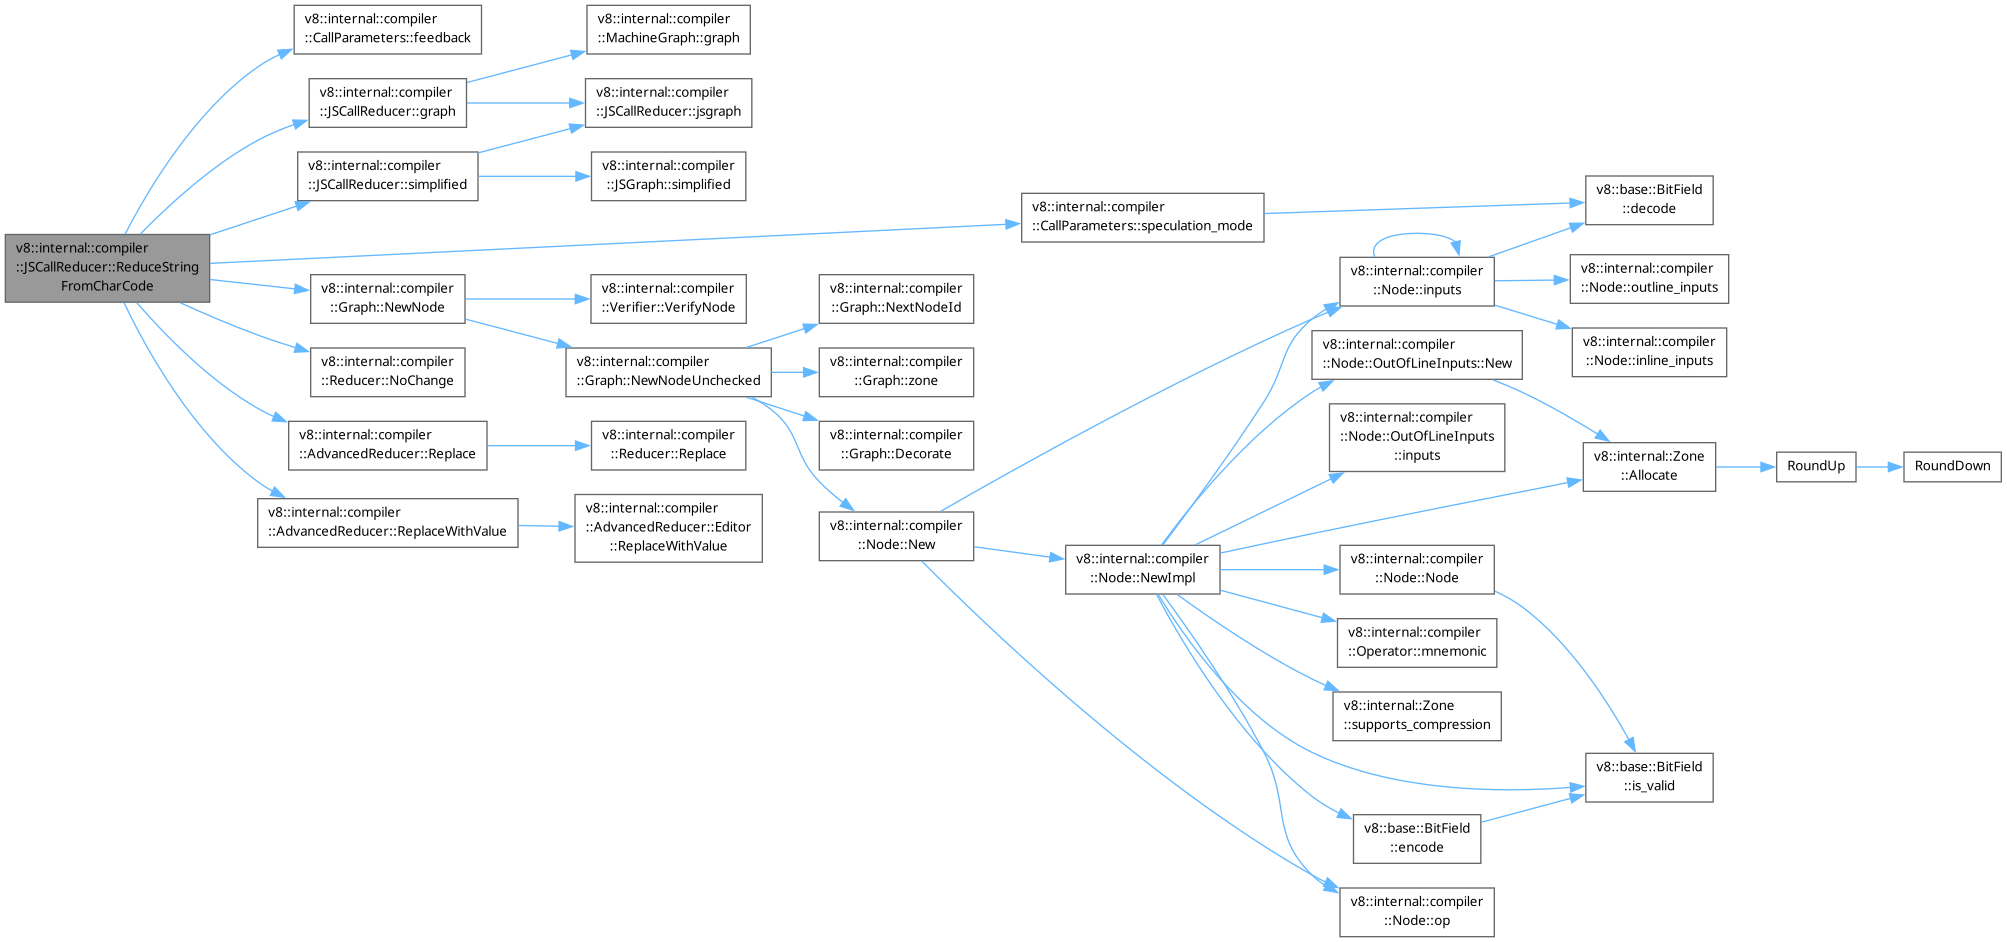 v8::internal::compiler
::JSCallReducer::ReduceString
FromCharCode
v8::internal::compiler
::CallParameters::feedback
v8::internal::compiler
::JSCallReducer::graph
v8::internal::compiler
::JSCallReducer::simplified
v8::internal::compiler
::Graph::NewNode
v8::internal::compiler
::Reducer::NoChange
v8::internal::compiler
::AdvancedReducer::Replace
v8::internal::compiler
::AdvancedReducer::ReplaceWithValue
v8::internal::compiler
::MachineGraph::graph
v8::internal::compiler
::JSCallReducer::jsgraph
v8::internal::compiler
::JSGraph::simplified
v8::internal::compiler
::Verifier::VerifyNode
v8::internal::compiler
::Graph::NewNodeUnchecked
v8::internal::compiler
::Reducer::Replace
v8::internal::compiler
::AdvancedReducer::Editor
::ReplaceWithValue
v8::internal::compiler
::Graph::NextNodeId
v8::internal::compiler
::Graph::zone
v8::internal::compiler
::Graph::Decorate
v8::internal::compiler
::Node::New
v8::internal::compiler
::CallParameters::speculation_mode
v8::internal::compiler
::Node::NewImpl
v8::internal::compiler
::Node::inputs
v8::internal::compiler
::Node::OutOfLineInputs::New
v8::internal::compiler
::Node::OutOfLineInputs
::inputs
v8::internal::compiler
::Node::Node
v8::internal::compiler
::Operator::mnemonic
v8::internal::Zone
::supports_compression
v8::base::BitField
::encode
v8::internal::compiler
::Node::op
v8::base::BitField
::decode
v8::internal::compiler
::Node::outline_inputs
v8::internal::compiler
::Node::inline_inputs
v8::internal::Zone
::Allocate
v8::base::BitField
::is_valid
RoundUp
RoundDown